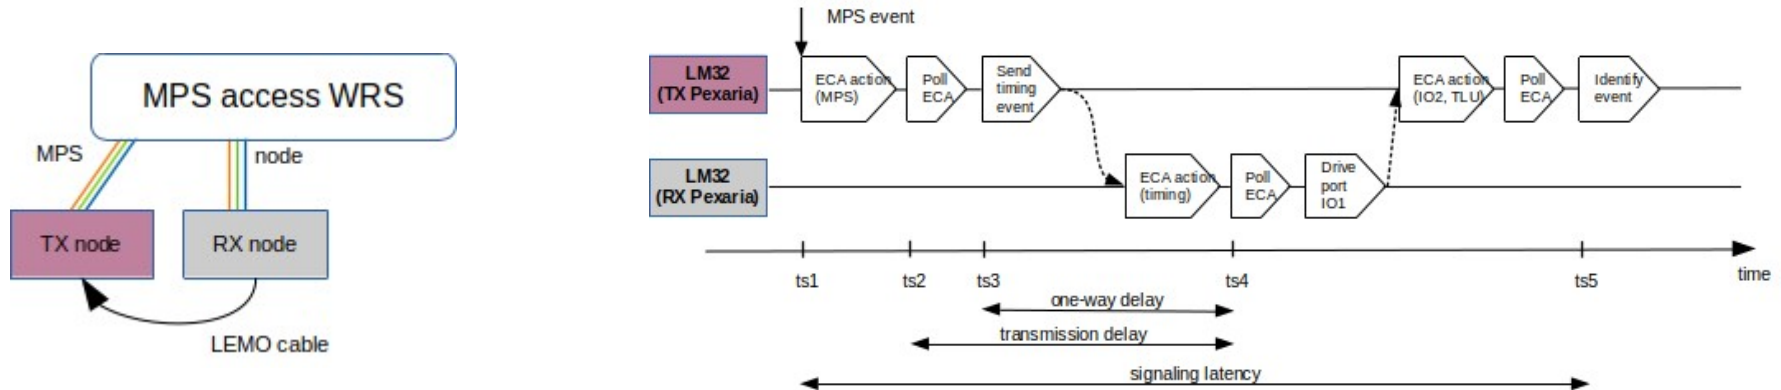 MPS access WRS
MPS
node
TX node
RX node
LEMO cable
MPS event
LM32
(TX Pexaria)
ECA action
(MPS)
Poll
ECA
Send
timing
event
ECA action
(IO2, TLU)
Poll
ECA
Identify
event
LM32
(RX Pexaria)
ECA action
(timing)
Poll
ECA
Drive
port
IO1
ts1
ts2
ts3
ts4
ts5
time
one-way delay
transmission delay
signaling latency